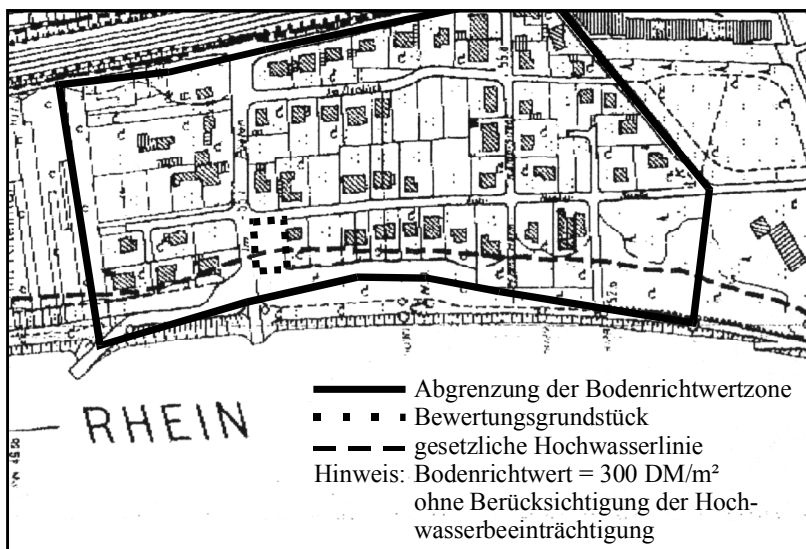 RHEIN
Abgrenzung der Bodenrichtwertzone
Bewertungsgrundstück
gesetzliche Hochwasserlinie
Hinweis: Bodenrichtwert = 300 DM/m²
ohne Berücksichtigung der Hoch-
wasserbeeinträchtigung